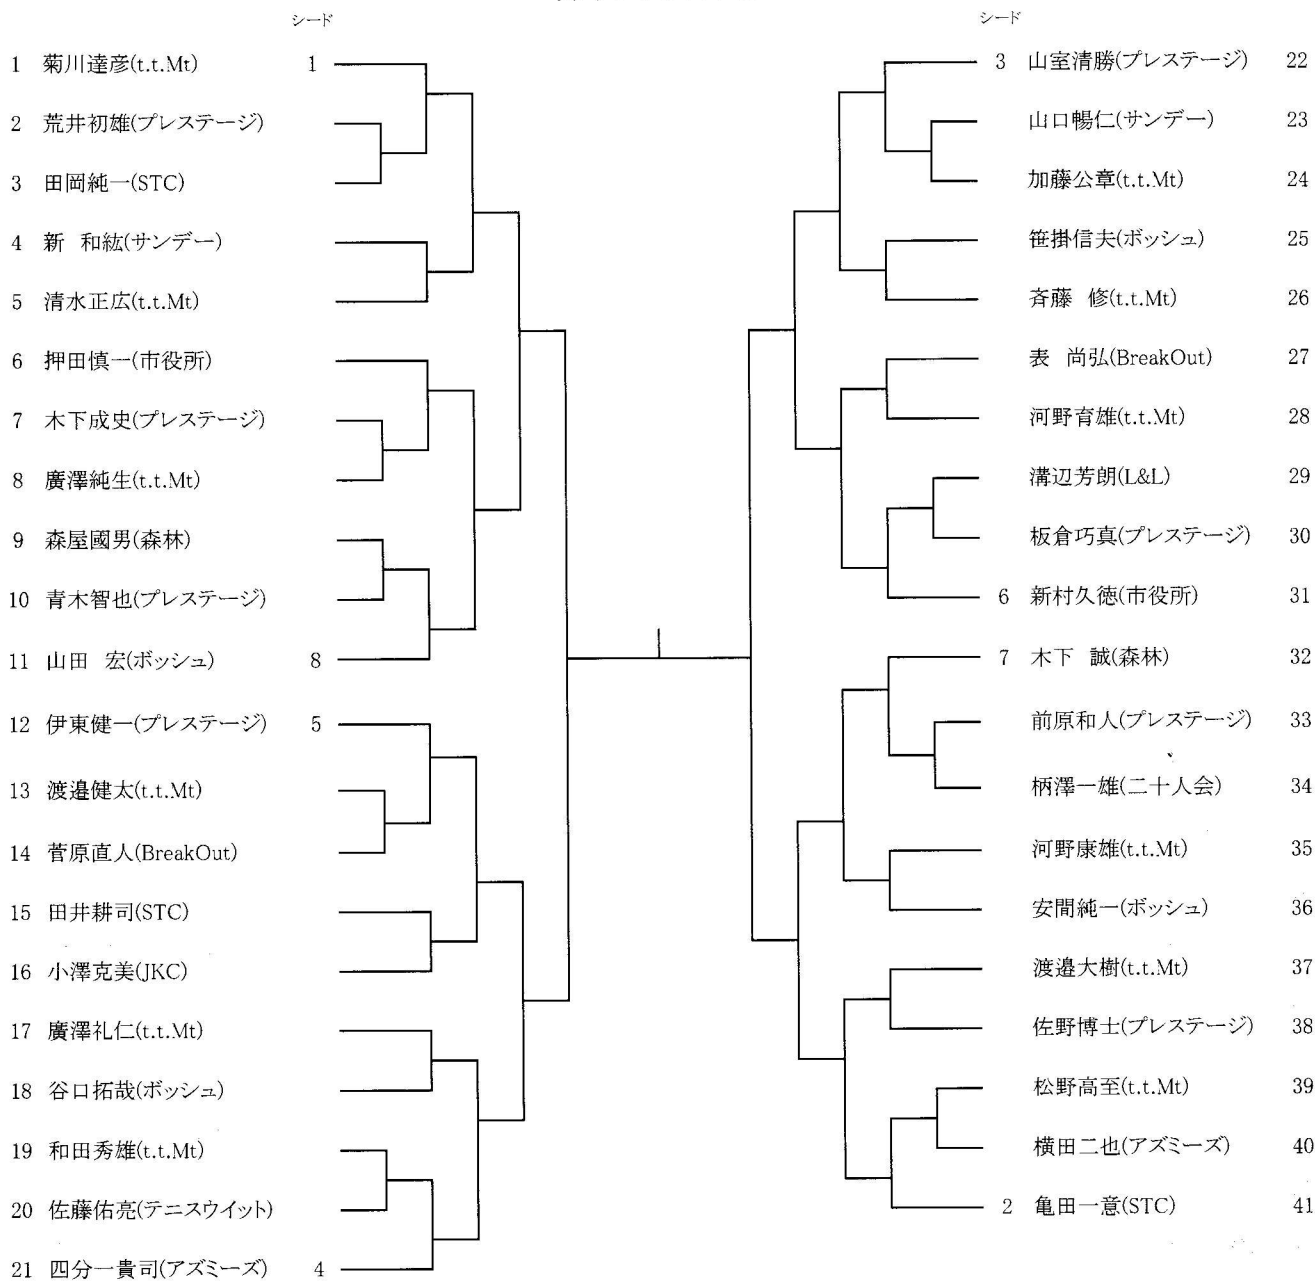 シード
1 菊川達彦(t.t.Mt) 1
2 荒井初雄(プレステージ)
3 田岡純一(STC)
4 新 和紘(サンデー)
5 清水正広(t.t.Mt)
6 押田慎一(市役所)
7 木下成史(プレステージ)
8 廣澤純生(t.t.Mt)
9 森屋國男(森林)
10 青木智也(プレステージ)
11 山田 宏(ボッシュ) 8
12 伊東健一(プレステージ) 5
13 渡邉健太(t.t.Mt)
14 菅原直人(BreakOut)
15 田井耕司(STC)
16 小澤克美(JKC)
17 廣澤礼仁(t.t.Mt)
18 谷口拓哉(ボッシュ)
19 和田秀雄(t.t.Mt)
20 佐藤佑亮(テニスウイット)
21 四分一貴司(アズミーズ) 4
シード
3 山室清勝(プレステージ) 22
山口暢仁(サンデー) 23
加藤公章(t.t.Mt) 24
笹掛信夫(ボッシュ) 25
斉藤 修(t.t.Mt) 26
表 尚弘(BreakOut) 27
河野育雄(t.t.Mt) 28
溝辺芳朗(L&L) 29
板倉巧真(プレステージ) 30
6 新村久徳(市役所) 31
7 木下 誠(森林) 32
前原和人(プレステージ) 33
柄澤一雄(二十人会) 34
河野康雄(t.t.Mt) 35
安間純一(ボッシュ) 36
渡邉大樹(t.t.Mt) 37
佐野博士(プレステージ) 38
松野高至(t.t.Mt) 39
横田二也(アズミーズ) 40
2 亀田一意(STC) 41